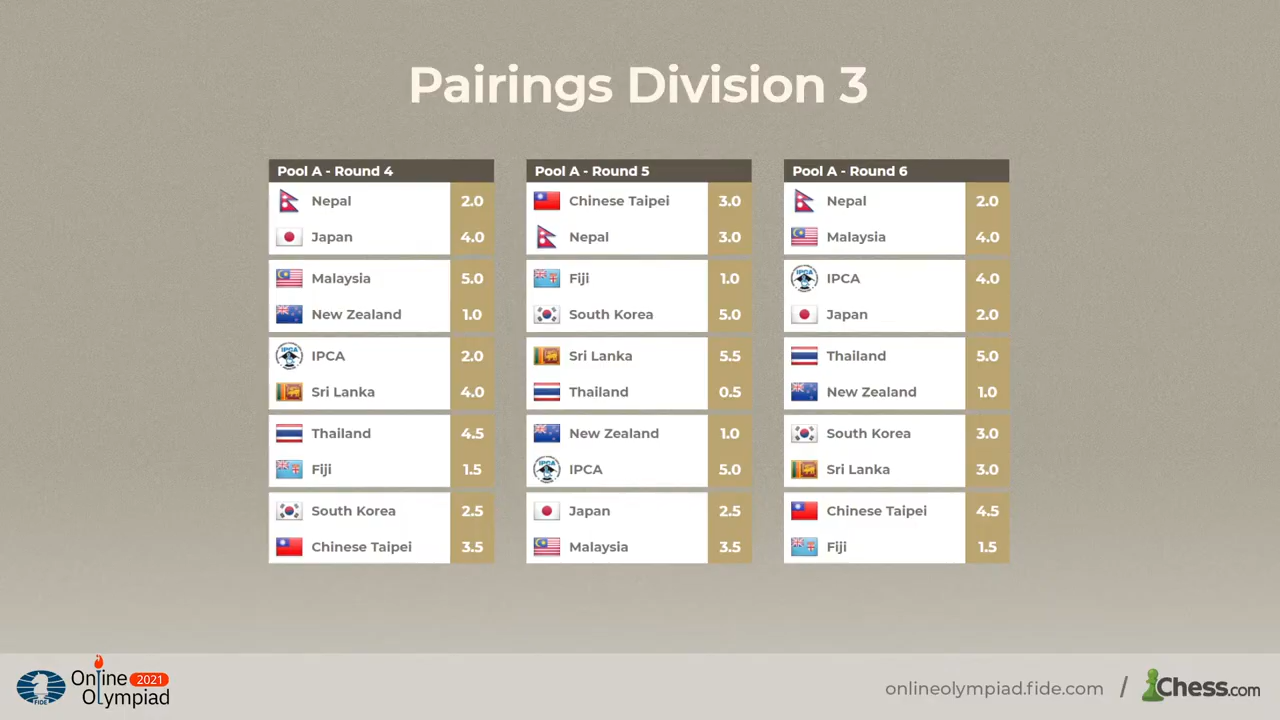 Pairings Division 3
Pool A - Round 4
Nepal 2.0
Japan 4.0
Malaysia 5.0
New Zealand 1.0
IPCA 2.0
Sri Lanka 4.0
Thailand 4.5
Fiji 1.5
South Korea 2.5
Chinese Taipei 3.5
Pool A - Round 5
Chinese Taipei 3.0
Nepal 3.0
Fiji 1.0
South Korea 5.0
Sri Lanka 5.5
Thailand 0.5
New Zealand 1.0
IPCA 5.0
Japan 2.5
Malaysia 3.5
Pool A - Round 6
Nepal 2.0
Malaysia 4.0
IPCA 4.0
Japan 2.0
Thailand 5.0
New Zealand 1.0
South Korea 3.0
Sri Lanka 3.0
Chinese Taipei 4.5
Fiji 1.5
FIDE
Online 2021
Olympiad
onlineolympiad.fide.com / Chess.com